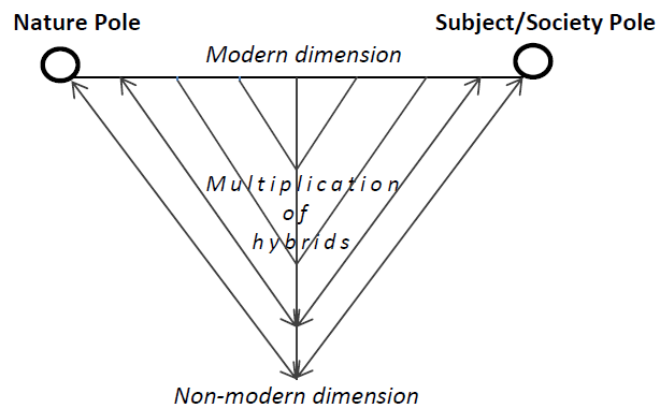 Nature Pole
Subject/Society Pole
Modern dimension
Multiplication
of
hybrids
Non-modern dimension